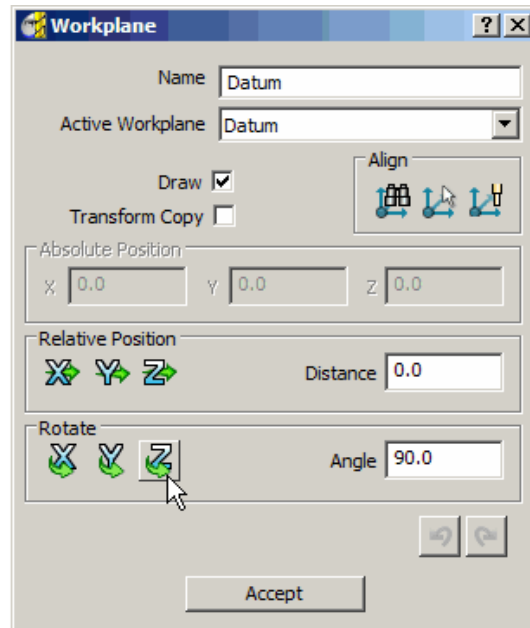 Workplane
Name Datum
Active Workplane Datum
Align
Draw
Transform Copy
Absolute Position
X 0.0 Y 0.0 Z 0.0
Relative Position
X Y Z Distance 0.0
Rotate
X Y Z Angle 90.0
Accept